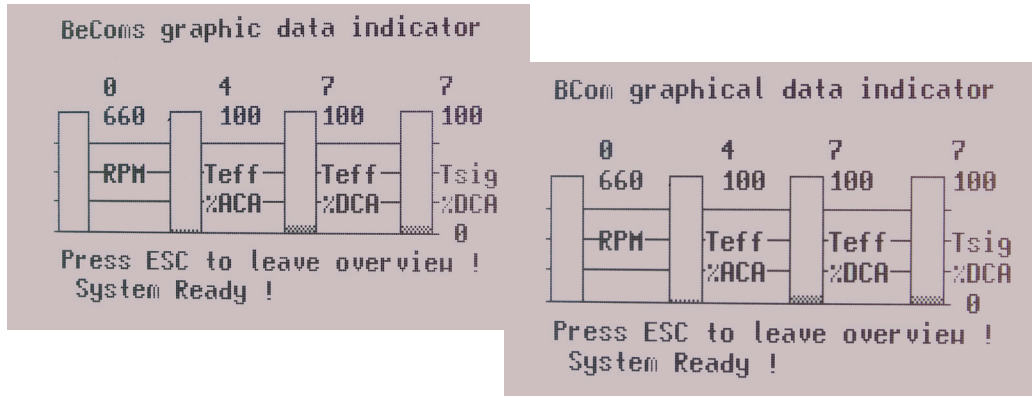 BeComs graphic data indicator
0 4 7 7
660 100 100 100
RPM Teff Teff Tsig
%ACA %DCA %DCA
0
Press ESC to leave overview !
System Ready !
BCom graphical data indicator
0 4 7 7
660 100 100 100
RPM Teff Teff Tsig
%ACA %DCA %DCA
0
Press ESC to leave overview !
System Ready !